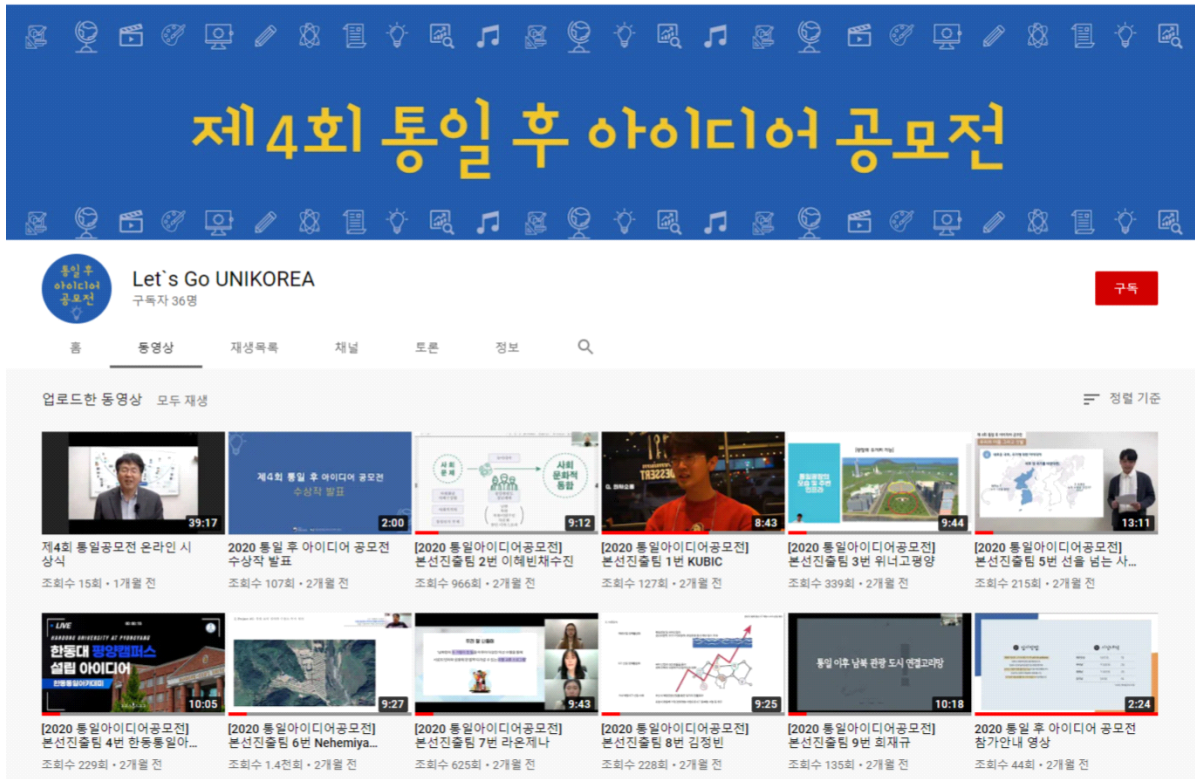 제4회 통일 후 아이디어 공모전
통일 후
아이디어
공모전
Let`s Go UNIKOREA
구독자 36명
구독
홈 동영상 재생목록 채널 토론 정보
업로드한 동영상 모두 재생 정렬 기준
DESSERT
제4회 통일 후 아이디어 공모전
수상작 발표
사회
문제
사회
문화적
통합
39:17 2:00 9:12 8:43 9:44 13:11
제4회 통일공모전 온라인 시
상식
조회수 15회 • 1개월 전
2020 통일 후 아이디어 공모전
수상작 발표
조회수 107회 • 2개월 전
[2020 통일아이디어공모전]
본선진출팀 2번 이혜빈채수진
조회수 966회 • 2개월 전
[2020 통일아이디어공모전]
본선진출팀 1번 KUBIC
조회수 127회 • 2개월 전
[2020 통일아이디어공모전]
본선진출팀 3번 위너고평양
조회수 339회 • 2개월 전
[2020 통일아이디어공모전]
본선진출팀 5번 선을 넘는 사...
조회수 215회 • 2개월 전
LIVE
HANDONG UNIVERSITY AT PYONGYANG
한동대 평양캠퍼스
설립 아이디어
한동통일아카데미
통일 이후 남북 관광 도시 연결고리망
10:05 9:27 9:43 9:25 10:18 2:24
[2020 통일아이디어공모전]
본선진출팀 4번 한동통일아...
조회수 229회 • 2개월 전
[2020 통일아이디어공모전]
본선진출팀 6번 Nehemiya...
조회수 1.4천회 • 2개월 전
[2020 통일아이디어공모전]
본선진출팀 7번 라온제나
조회수 625회 • 2개월 전
[2020 통일아이디어공모전]
본선진출팀 8번 김정빈
조회수 228회 • 2개월 전
[2020 통일아이디어공모전]
본선진출팀 9번 희재규
조회수 135회 • 2개월 전
2020 통일 후 아이디어 공모전
참가안내 영상
조회수 44회 • 2개월 전